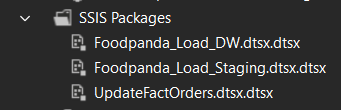 SSIS Packages
Foodpanda_Load_DW.dtsx.dtsx
Foodpanda_Load_Staging.dtsx.dtsx
UpdateFactOrders.dtsx.dtsx